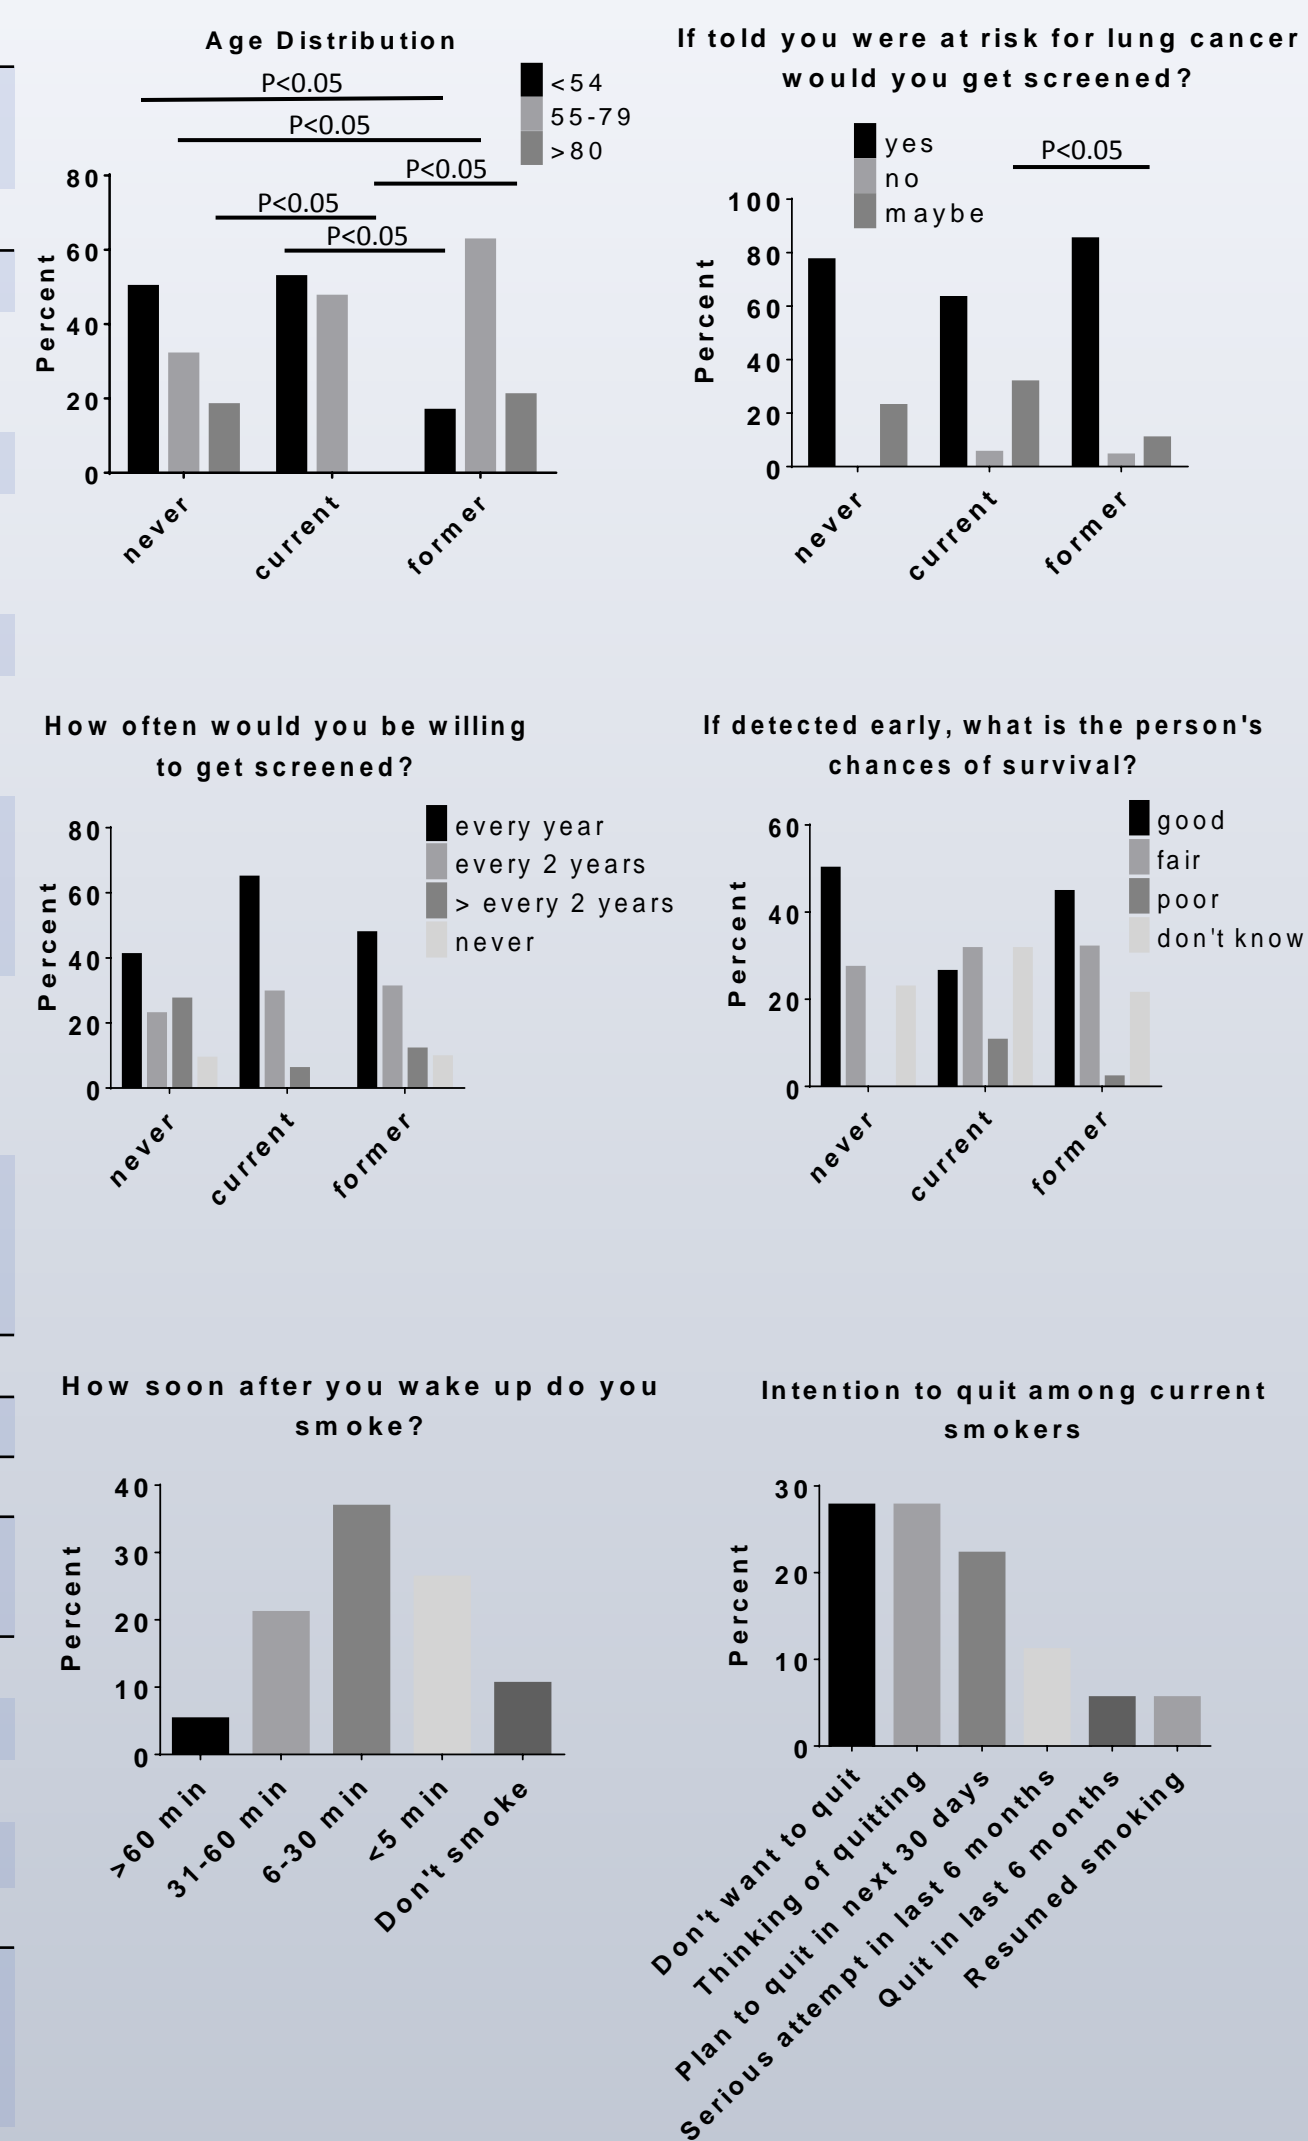 Age Distribution
P<0.05
P<0.05
P<0.05
P<0.05
P<0.05
<54
55-79
>80
80
60
40
20
0
Percent
never
current
former
If told you were at risk for lung cancer
would you get screened?
yes
no
maybe
P<0.05
100
80
60
40
20
0
Percent
never
current
former
How often would you be willing
to get screened?
every year
every 2 years
> every 2 years
never
80
60
40
20
0
Percent
never
current
former
If detected early, what is the person's
chances of survival?
good
fair
poor
don't know
60
40
20
0
Percent
never
current
former
How soon after you wake up do you
smoke?
40
30
20
10
0
Percent
>60 min
31-60 min
6-30 min
<5 min
Don't smoke
Intention to quit among current
smokers
30
20
10
0
Percent
Don't want to quit
Thinking of quitting
Plan to quit in next 30 days
Serious attempt in last 6 months
Quit in last 6 months
Resumed smoking